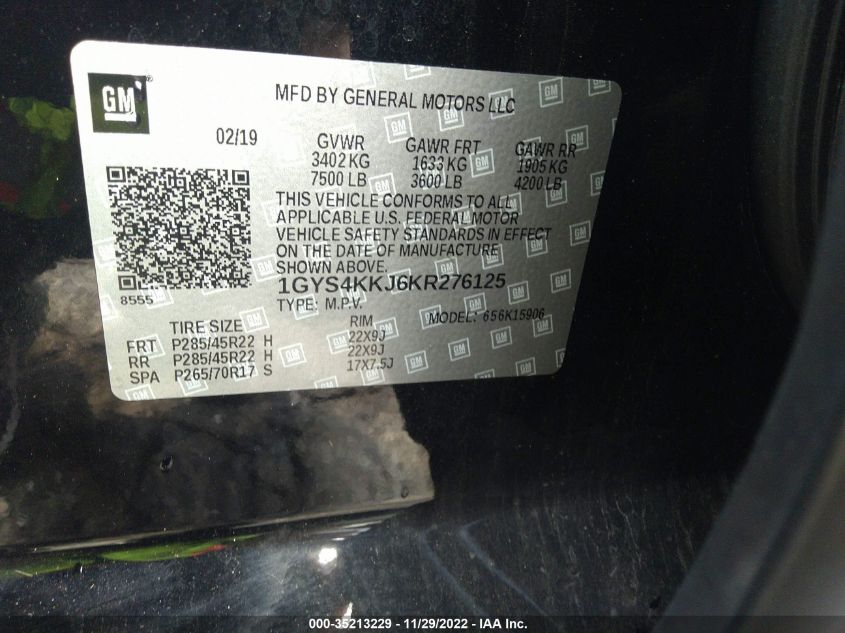 GM®
MFD BY GENERAL MOTORS LLC
02/19 GVWR GAWR FRT GAWR RR
3402 KG 1633 KG 1905 KG
7500 LB 3600 LB 4200 LB
THIS VEHICLE CONFORMS TO ALL
APPLICABLE U.S. FEDERAL MOTOR
VEHICLE SAFETY STANDARDS IN EFFECT
ON THE DATE OF MANUFACTURE
SHOWN ABOVE.
8555 1GYS4KKJ6KR276125
TYPE: M.P.V. MODEL: 656K15906
TIRE SIZE RIM
FRT P285/45R22 H 22X9J
RR P285/45R22 H 22X9J
SPA P265/70R17 S 17X7.5J
000-35213229 - 11/29/2022 - IAA Inc.